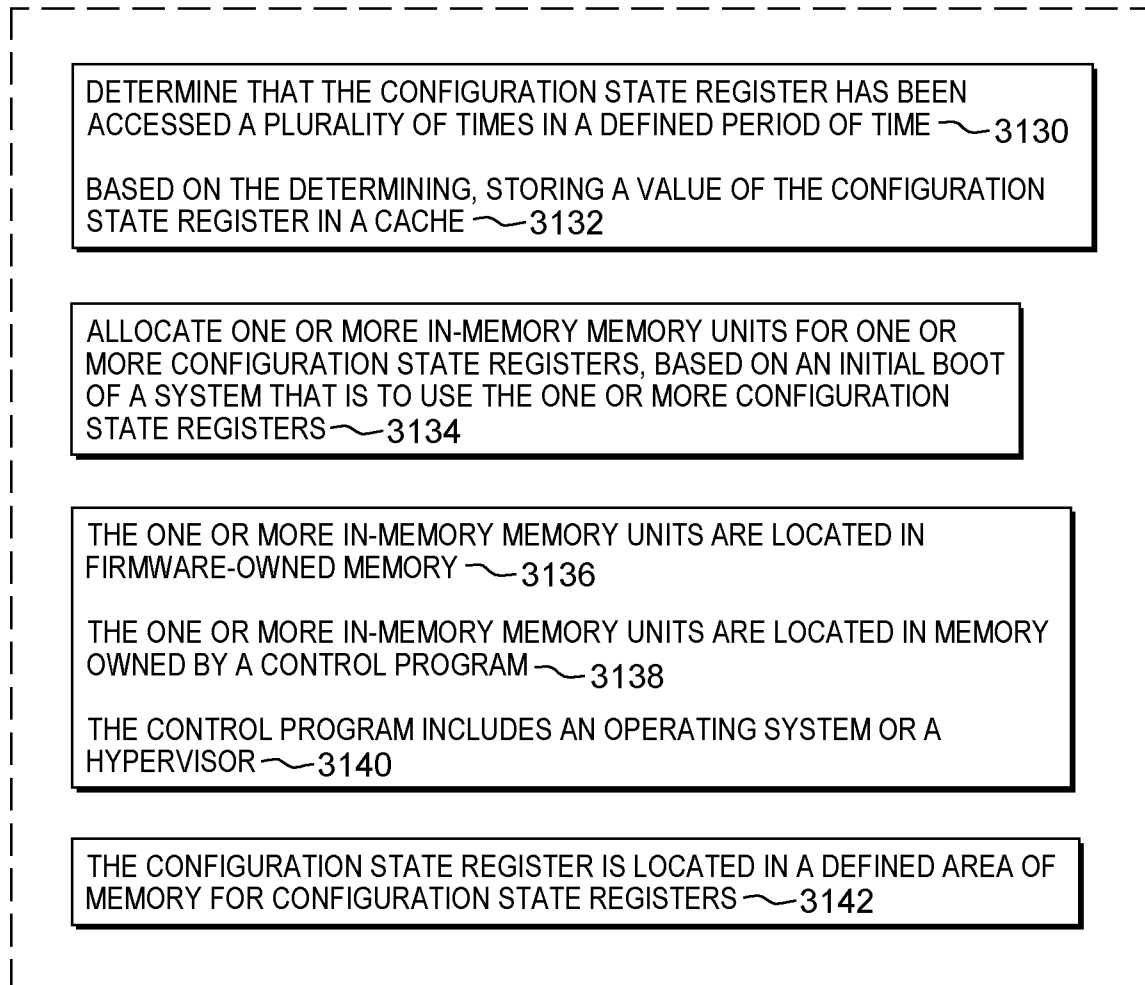 DETERMINE THAT THE CONFIGURATION STATE REGISTER HAS BEEN
ACCESSED A PLURALITY OF TIMES IN A DEFINED PERIOD OF TIME 3130
BASED ON THE DETERMINING, STORING A VALUE OF THE CONFIGURATION
STATE REGISTER IN A CACHE 3132
ALLOCATE ONE OR MORE IN-MEMORY MEMORY UNITS FOR ONE OR
MORE CONFIGURATION STATE REGISTERS, BASED ON AN INITIAL BOOT
OF A SYSTEM THAT IS TO USE THE ONE OR MORE CONFIGURATION
STATE REGISTERS 3134
THE ONE OR MORE IN-MEMORY MEMORY UNITS ARE LOCATED IN
FIRMWARE-OWNED MEMORY 3136
THE ONE OR MORE IN-MEMORY MEMORY UNITS ARE LOCATED IN MEMORY
OWNED BY A CONTROL PROGRAM 3138
THE CONTROL PROGRAM INCLUDES AN OPERATING SYSTEM OR A
HYPERVISOR 3140
THE CONFIGURATION STATE REGISTER IS LOCATED IN A DEFINED AREA OF
MEMORY FOR CONFIGURATION STATE REGISTERS 3142